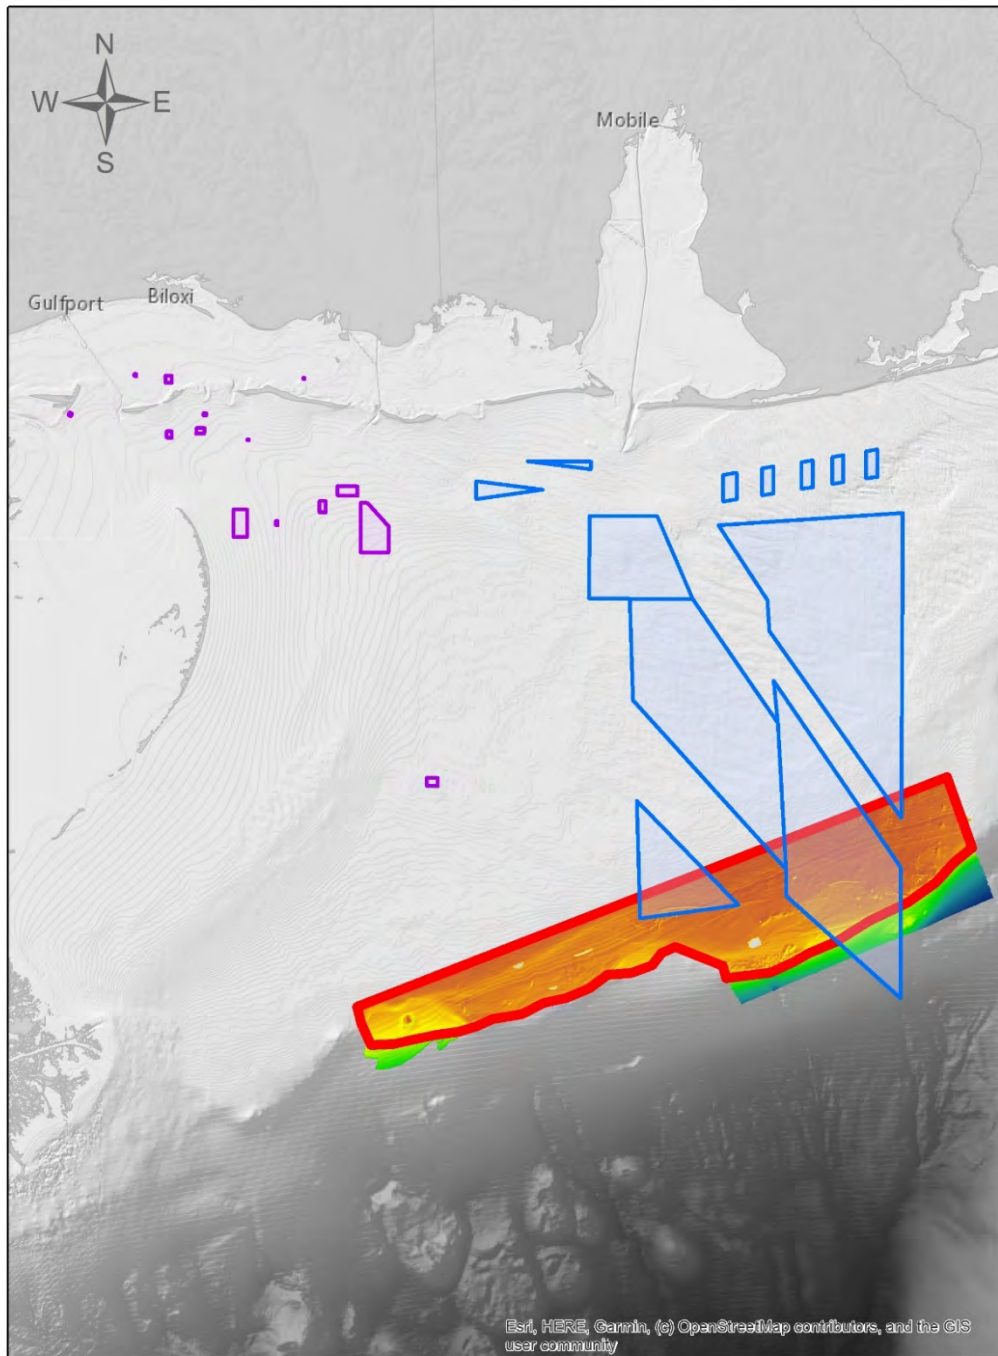 N
W E
S
Mobile
Biloxi
Gulfport
Esri, HERE, Garmin, (c) OpenStreetMap contributors, and the GIS
user community